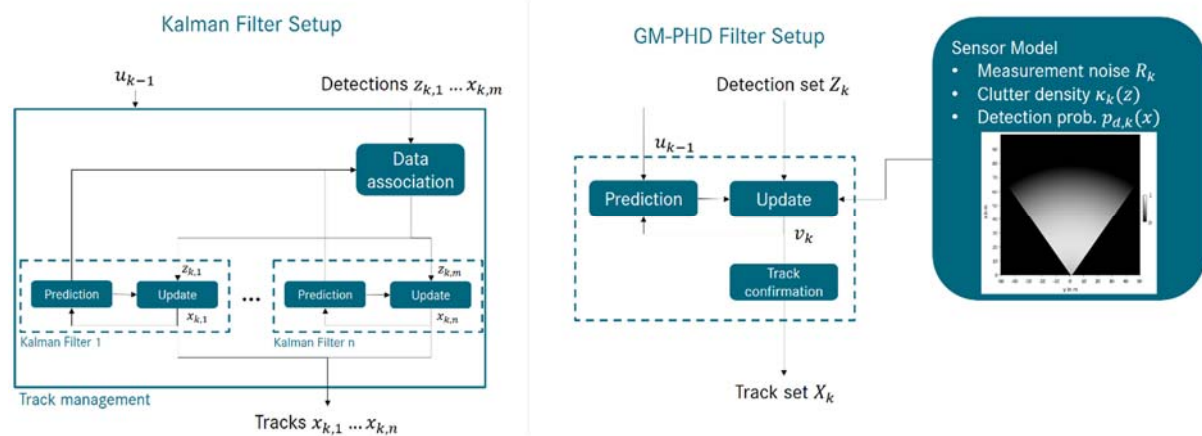 Kalman Filter Setup
u_{k-1}
Detections z_{k,1} ... x_{k,m}
Data
association
z_{k,1}
z_{k,m}
Prediction
Update
...
Prediction
Update
x_{k,1}
x_{k,n}
Kalman Filter 1
Kalman Filter n
Track management
Tracks x_{k,1} ... x_{k,n}
GM-PHD Filter Setup
Detection set Z_k
u_{k-1}
Prediction
Update
v_k
Track
confirmation
Track set X_k
Sensor Model
• Measurement noise R_k
• Clutter density κ_k(z)
• Detection prob. p_{d,k}(x)